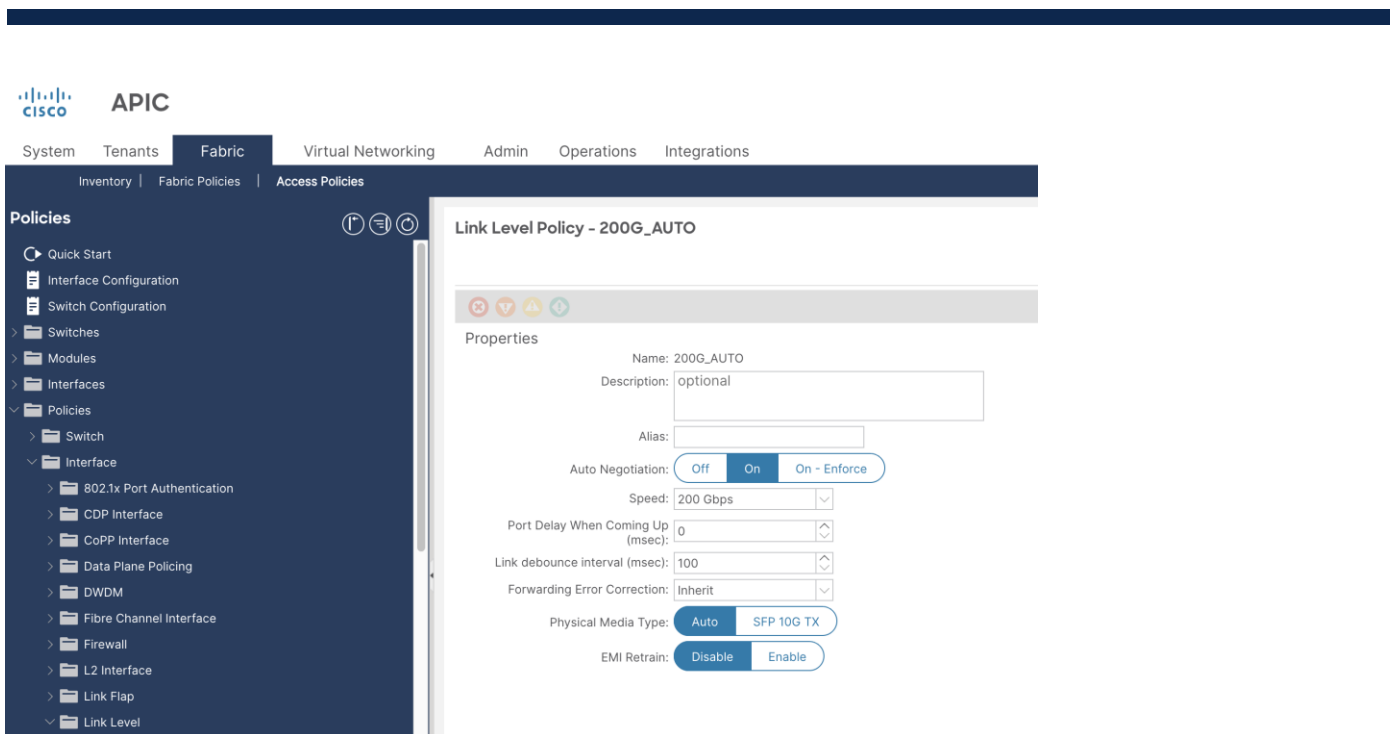 CISCO APIC
System Tenants Fabric Virtual Networking Admin Operations Integrations
Inventory | Fabric Policies | Access Policies
Policies
Quick Start
Interface Configuration
Switch Configuration
Switches
Modules
Interfaces
Policies
Switch
Interface
802.1x Port Authentication
CDP Interface
CoPP Interface
Data Plane Policing
DWDM
Fibre Channel Interface
Firewall
L2 Interface
Link Flap
Link Level
Link Level Policy - 200G_AUTO
Properties
Name: 200G_AUTO
Description: optional
Alias:
Auto Negotiation: Off On On - Enforce
Speed: 200 Gbps
Port Delay When Coming Up
(msec): 0
Link debounce interval (msec): 100
Forwarding Error Correction: Inherit
Physical Media Type: Auto SFP 10G TX
EMI Retrain: Disable Enable